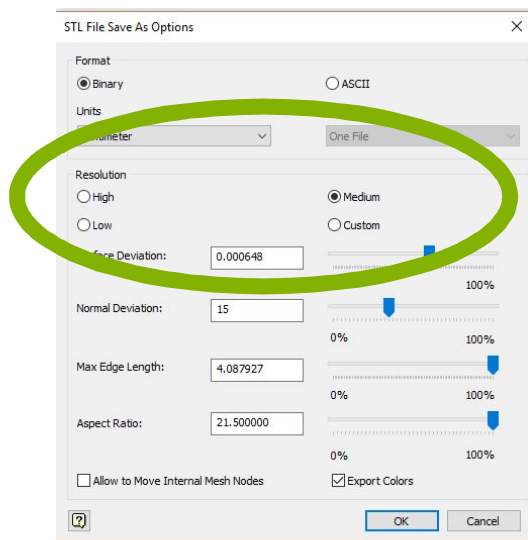 STL File Save As Options
Format
Binary ASCII
Units
One File
Resolution
High Medium
Low Custom
Deviation: 0.000648
100%
Normal Deviation: 15
0% 100%
Max Edge Length: 4.087927
0% 100%
Aspect Ratio: 21.500000
0% 100%
Allow to Move Internal Mesh Nodes Export Colors
OK Cancel